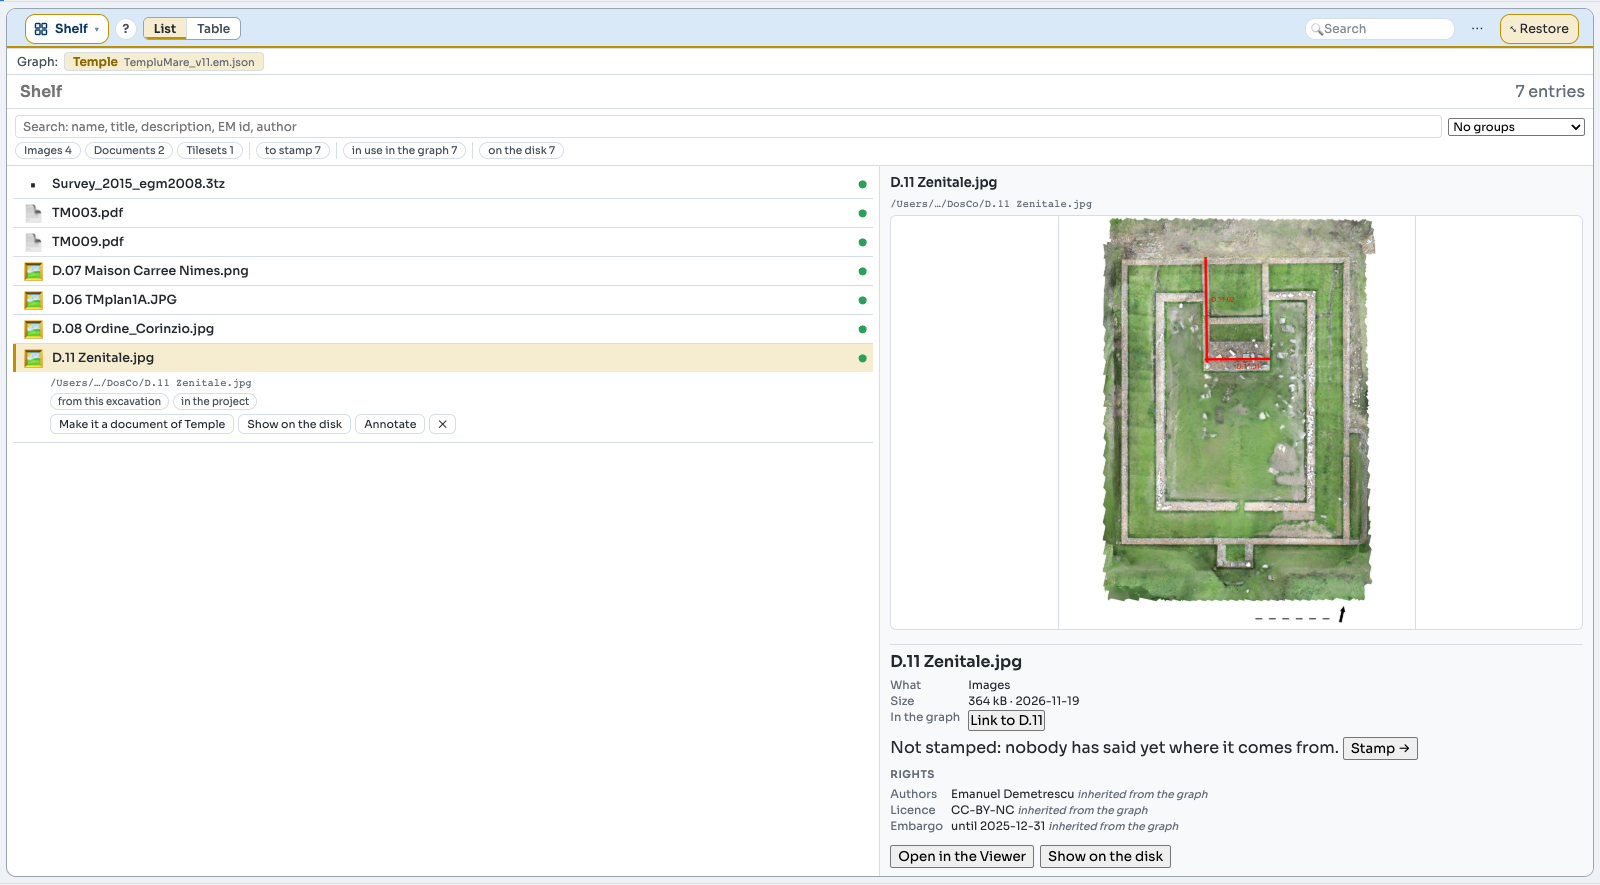 Shelf ? List Table Search ... Restore
Graph: Temple TempluMare_v11.em.json
Shelf 7 entries
Search: name, title, description, EM id, author No groups
Images 4 Documents 2 Tilesets 1 to stamp 7 in use in the graph 7 on the disk 7
Survey_2015_egm2008.3tz
TM003.pdf
TM009.pdf
D.07 Maison Carree Nimes.png
D.06 TMplan1A.JPG
D.08 Ordine_Corinzio.jpg
D.11 Zenitale.jpg
/Users/…/DosCo/D.11 Zenitale.jpg
from this excavation in the project
Make it a document of Temple Show on the disk Annotate ×
D.11 Zenitale.jpg
/Users/…/DosCo/D.11 Zenitale.jpg
D.11 Zenitale.jpg
What Images
Size 364 kB · 2026-11-19
In the graph Link to D.11
Not stamped: nobody has said yet where it comes from. Stamp →
RIGHTS
Authors Emanuel Demetrescu inherited from the graph
Licence CC-BY-NC inherited from the graph
Embargo until 2025-12-31 inherited from the graph
Open in the Viewer Show on the disk